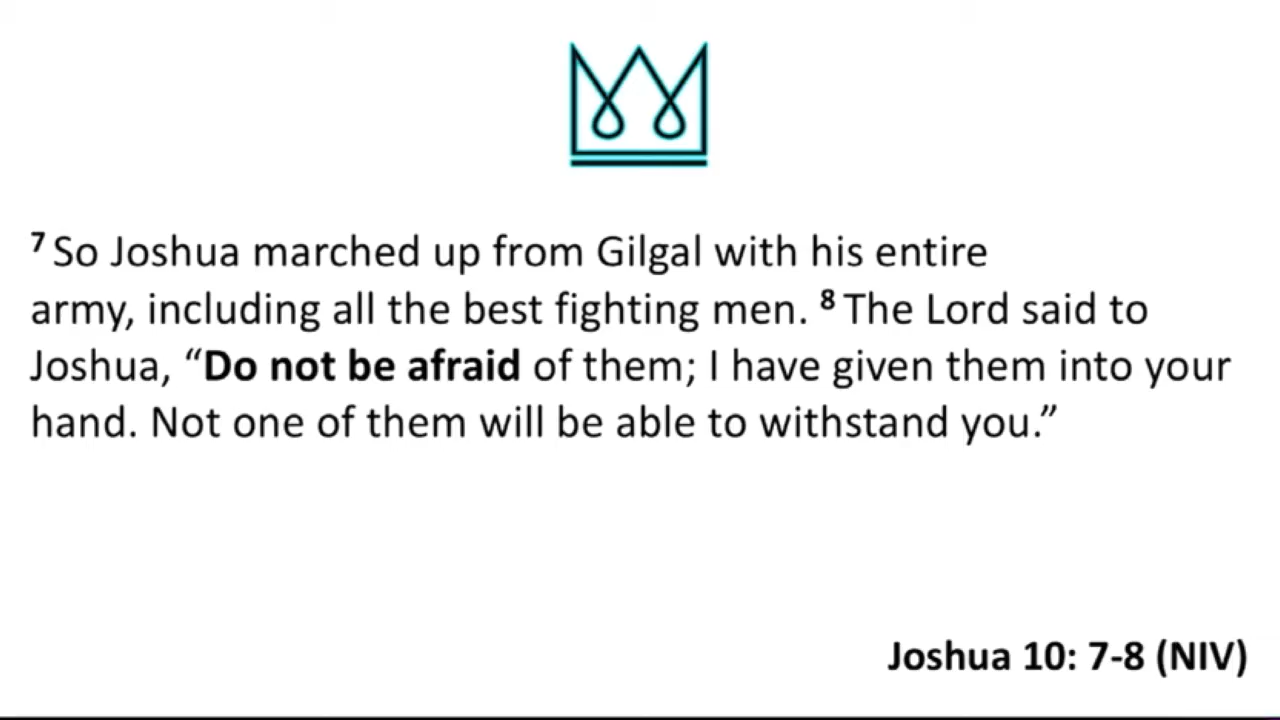 7 So Joshua marched up from Gilgal with his entire
army, including all the best fighting men. 8 The Lord said to
Joshua, “Do not be afraid of them; I have given them into your
hand. Not one of them will be able to withstand you.”
Joshua 10: 7-8 (NIV)